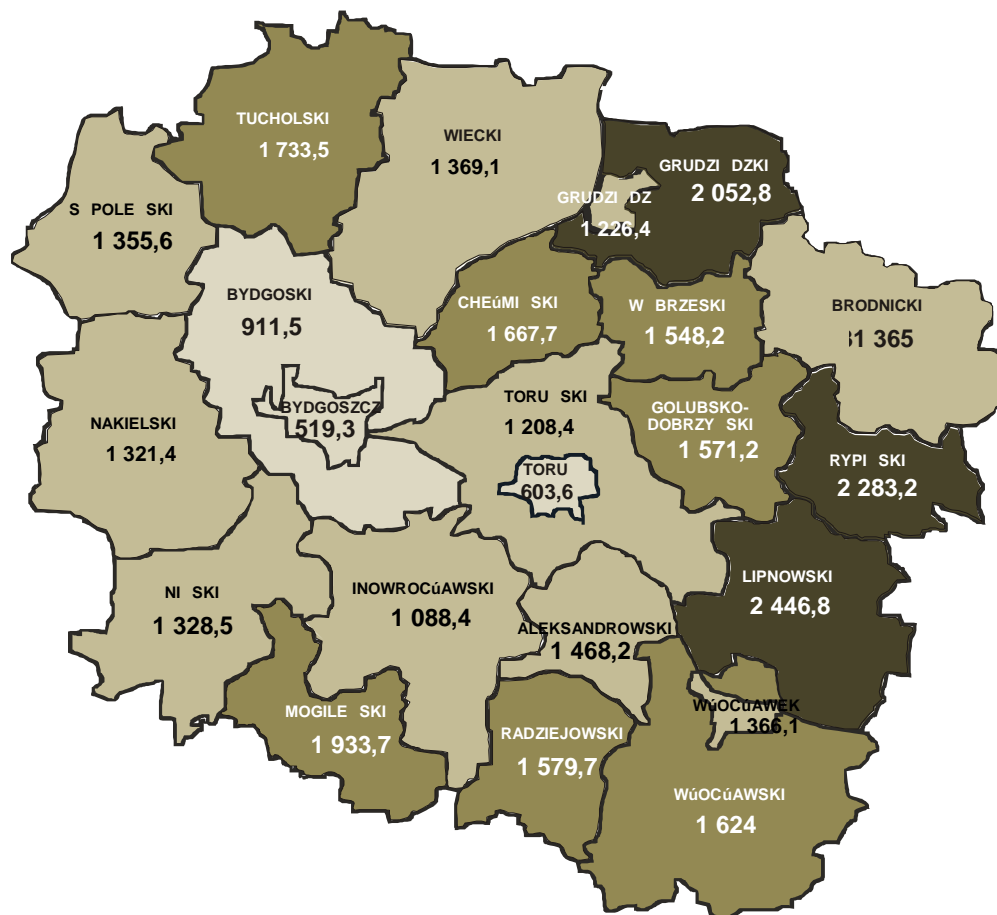 TUCHOLSKI
1 733,5
WIECKI
1 369,1
GRUDZI DZKI
2 052,8
GRUDZI DZ
1 226,4
S POLE SKI
1 355,6
BYDGOSKI
911,5
CHEúMI SKI
1 667,7
W BRZESKI
1 548,2
BRODNICKI
1 365
BYDGOSZCZ
519,3
TORU SKI
1 208,4
GOLUBSKO-
DOBRZY SKI
1 571,2
NAKIELSKI
1 321,4
TORU
603,6
RYPI SKI
2 283,2
NI SKI
1 328,5
INOWROCúAWSKI
1 088,4
LIPNOWSKI
2 446,8
ALEKSANDROWSKI
1 468,2
WúOCúAWEK
1 366,1
MOGILE SKI
1 933,7
RADZIEJOWSKI
1 579,7
WúOCúAWSKI
1 624